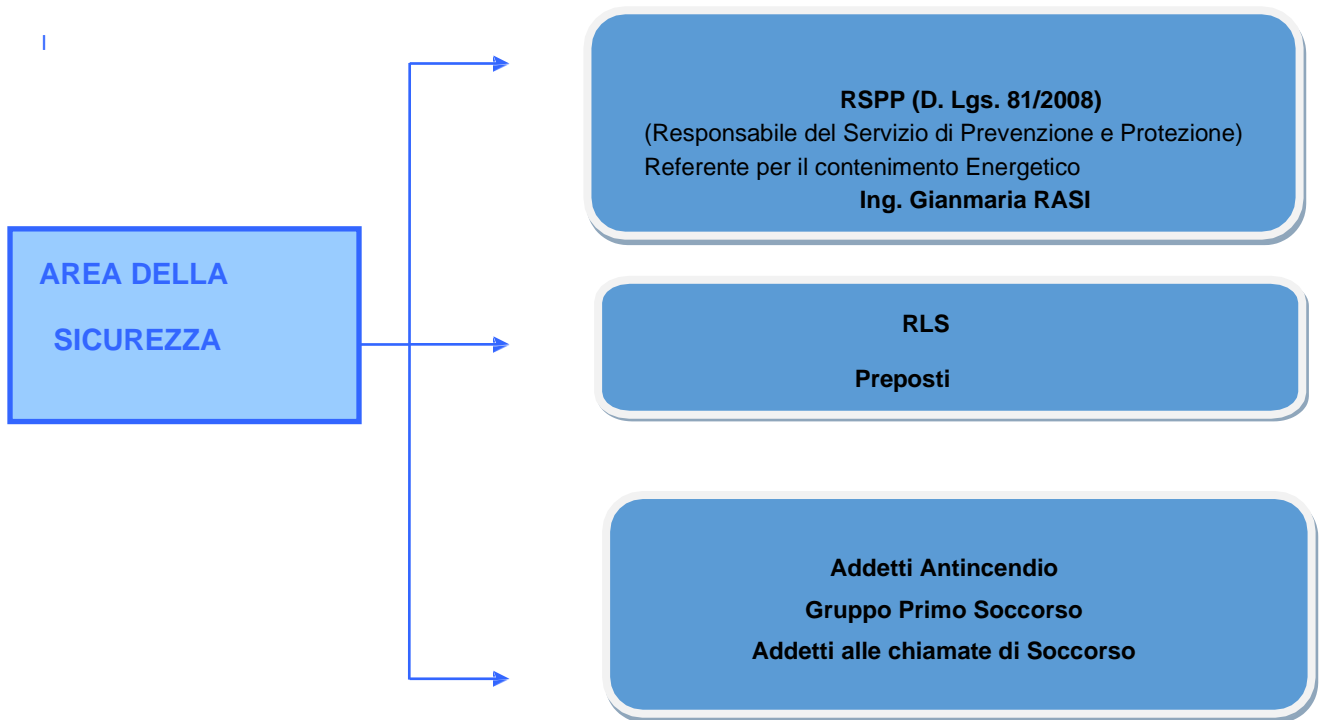 l
AREA DELLA
SICUREZZA
RSPP (D. Lgs. 81/2008)
(Responsabile del Servizio di Prevenzione e Protezione)
Referente per il contenimento Energetico
Ing. Gianmaria RASI
RLS
Preposti
Addetti Antincendio
Gruppo Primo Soccorso
Addetti alle chiamate di Soccorso